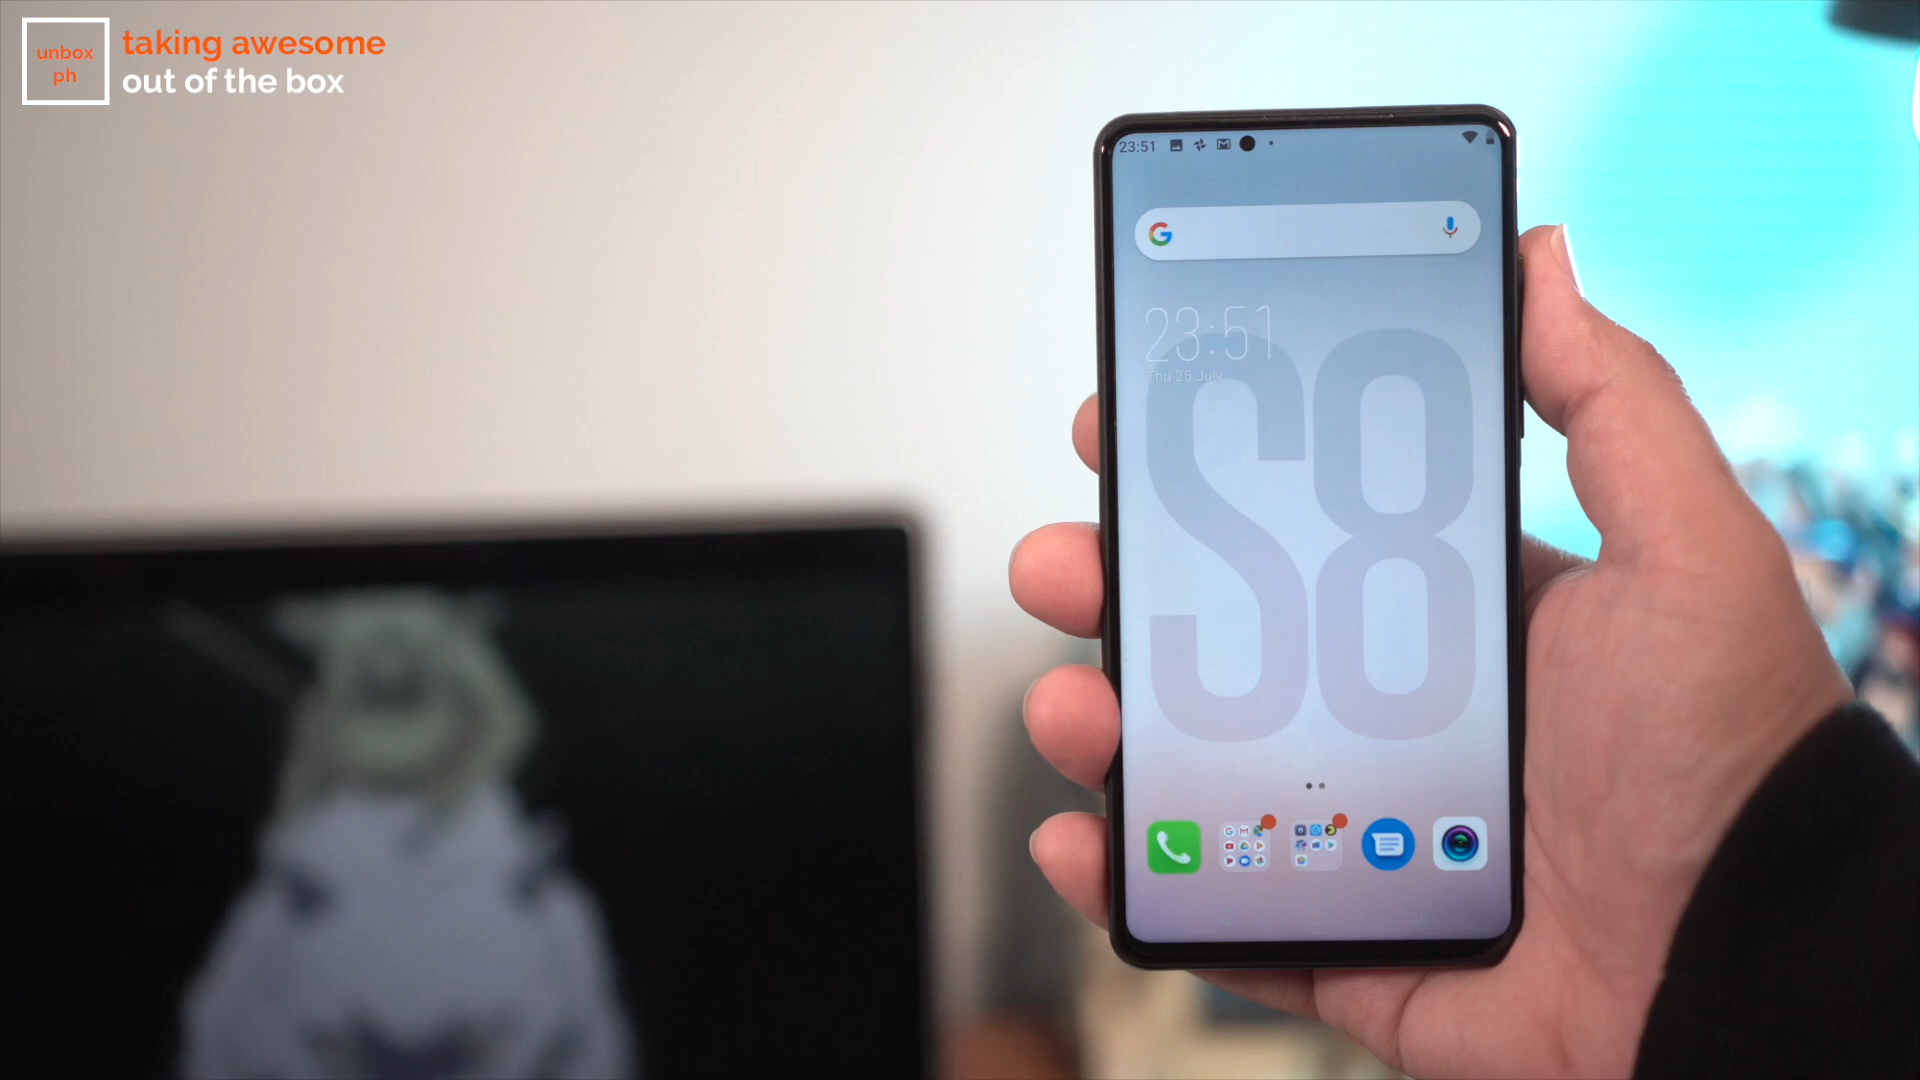 unbox
ph
taking awesome
out of the box
23:51
23:51
Thu 25 July
S8